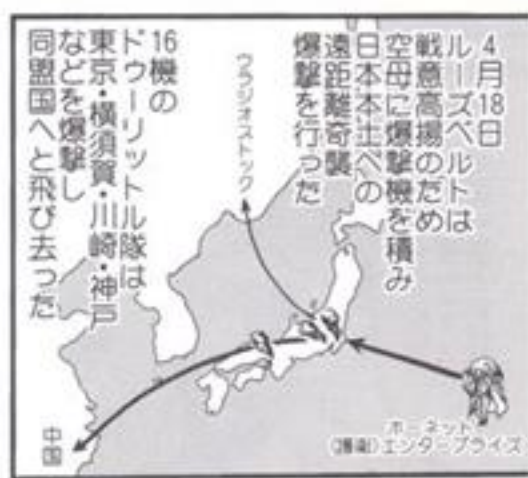 4月18日
ルーズベルトは
戦意高揚のため
空母に爆撃機を積み
日本本土への
遠距離奇襲
爆撃を行った
ウラジオストック
16機の
ドゥーリットル隊は
東京・横須賀・川崎・神戸
などを爆撃し
同盟国へと飛び去った
中国
ホーネット
(護衛)エンタープライズ